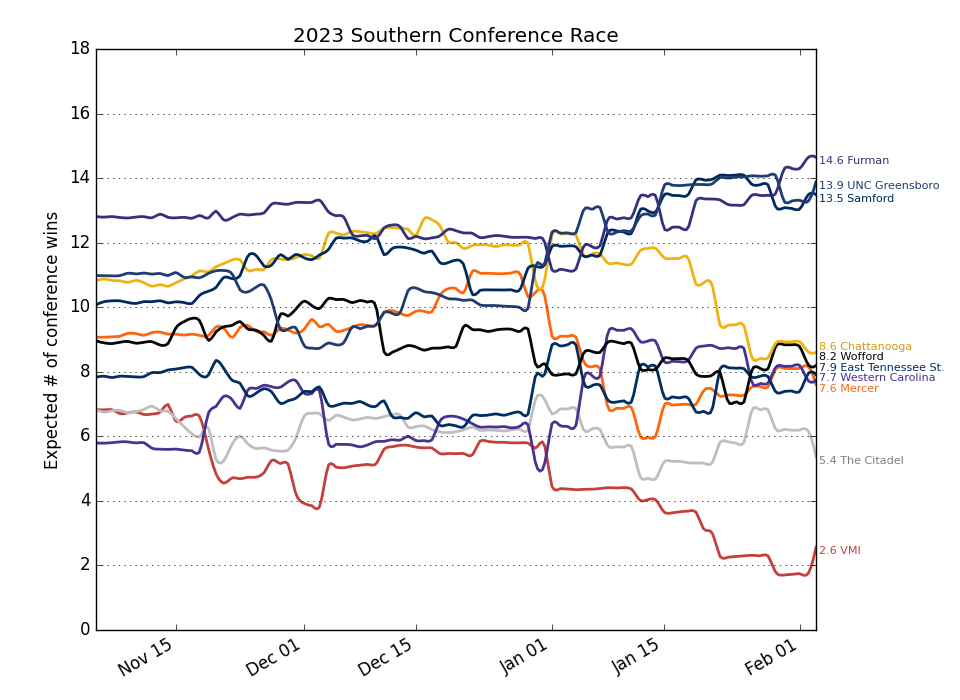 2023 Southern Conference Race
Expected # of conference wins
18
16
14
12
10
8
6
4
2
0
14.6 Furman
13.9 UNC Greensboro
13.5 Samford
8.6 Chattanooga
8.2 Wofford
7.9 East Tennessee St.
7.7 Western Carolina
7.6 Mercer
5.4 The Citadel
2.6 VMI
Nov 15
Dec 01
Dec 15
Jan 01
Jan 15
Feb 01